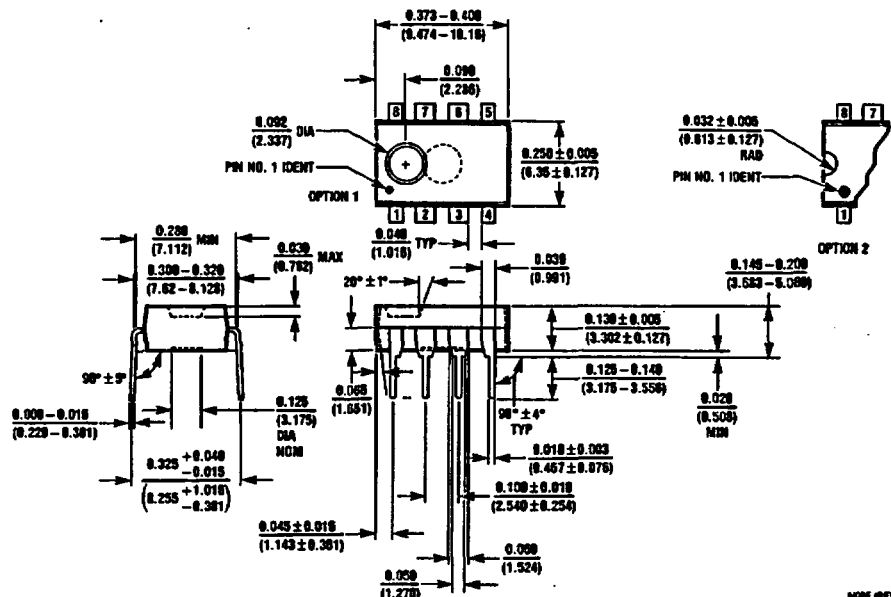 0.373–0.400
(9.474–10.16)
0.090
(2.286)
8 7 6 5
0.092 DIA
(2.337)
PIN NO. 1 IDENT
OPTION 1
1 2 3 4
0.250 ± 0.005
(6.35 ± 0.127)
8 7
0.032 ± 0.005
(0.813 ± 0.127)
RAD
PIN NO. 1 IDENT
1
OPTION 2
0.280 MIN
(7.112)
0.300–0.320
(7.62–8.128)
0.030 MAX
(0.762)
0.040 TYP
(1.016)
20° ± 1°
0.039
(0.991)
0.145–0.200
(3.683–5.080)
0.130 ± 0.005
(3.302 ± 0.127)
0.125–0.140
(3.175–3.556)
0.020
(0.508)
MIN
90° ± 4°
TYP
0.065
(1.651)
0.125
(3.175)
DIA
NOM
0.009–0.015
(0.229–0.381)
0.325 +0.040
−0.015
(8.255 +1.016
−0.381)
0.018 ± 0.003
(0.457 ± 0.076)
0.100 ± 0.010
(2.540 ± 0.254)
0.045 ± 0.015
(1.143 ± 0.381)
0.060
(1.524)
0.050
(1.270)